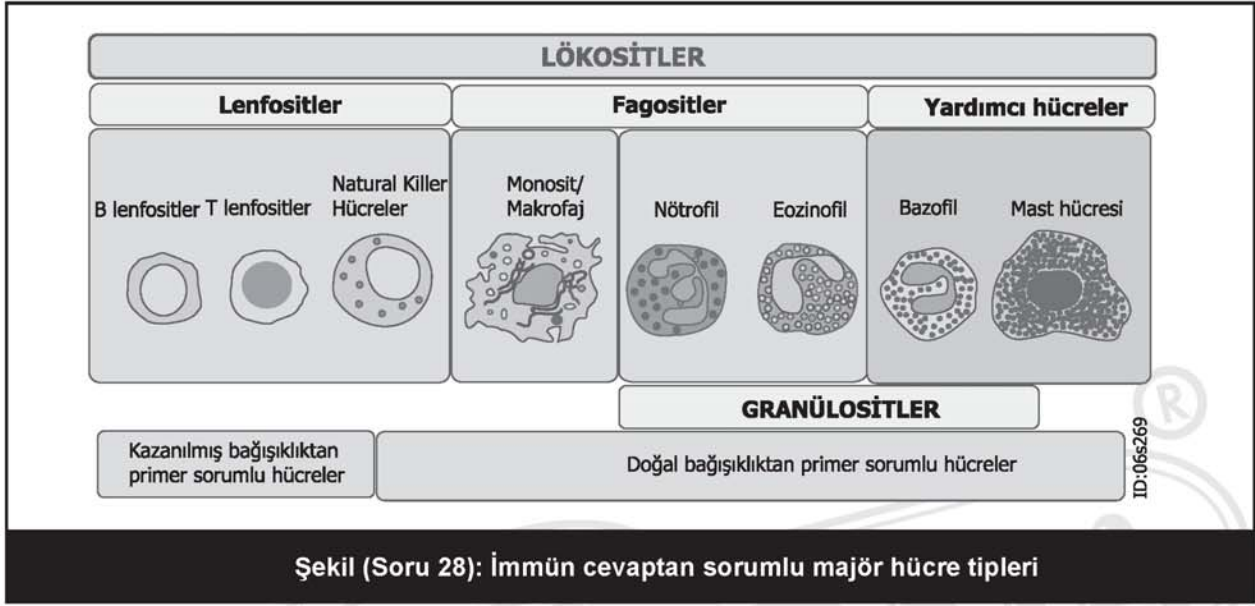 LÖKOSİTLER
Lenfositler
Fagositler
Yardımcı hücreler
B lenfositler
T lenfositler
Natural Killer
Hücreler
Monosit/
Makrofaj
Nötrofil
Eozinofil
Bazofil
Mast hücresi
GRANÜLOSİTLER
Kazanılmış bağışıklıktan
primer sorumlu hücreler
Doğal bağışıklıktan primer sorumlu hücreler
ID:06s269
®
Şekil (Soru 28): İmmün cevaptan sorumlu majör hücre tipleri